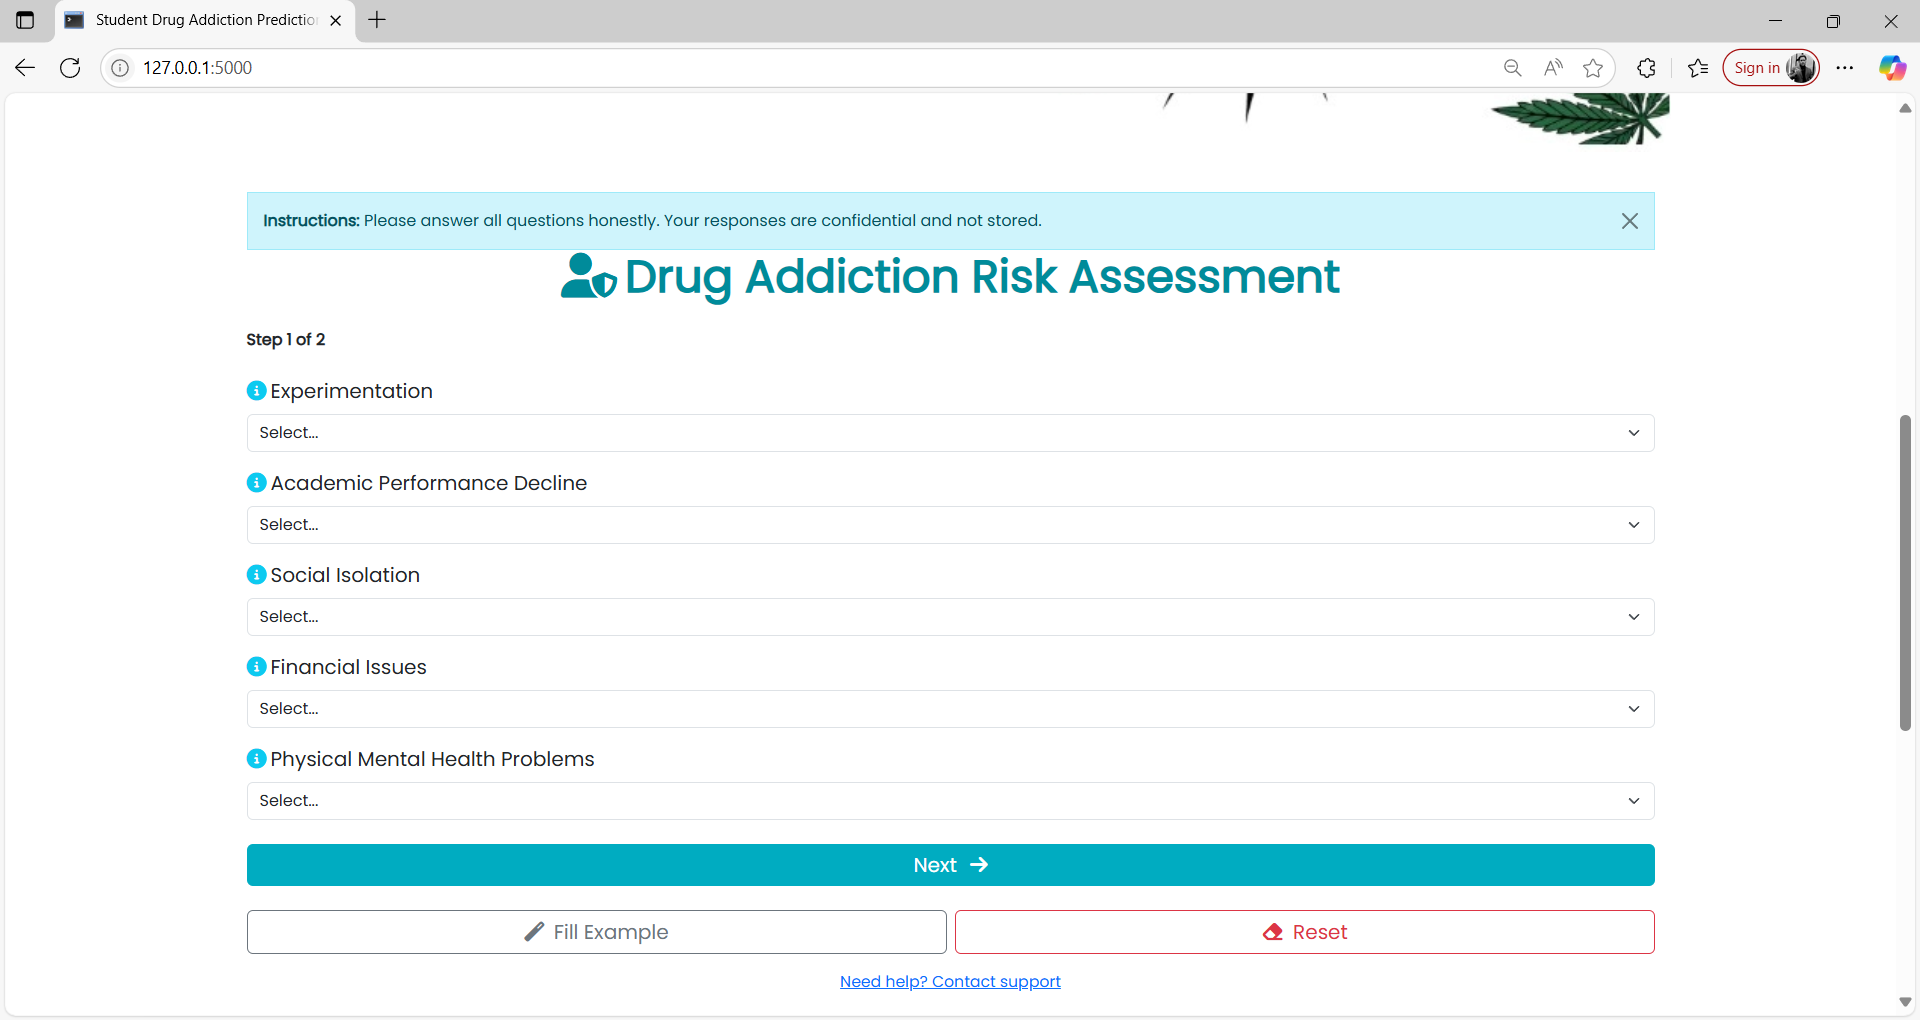 Student Drug Addiction Predictio
127.0.0.1:5000
Sign in
Instructions: Please answer all questions honestly. Your responses are confidential and not stored.
Drug Addiction Risk Assessment
Step 1 of 2
Experimentation
Select...
Academic Performance Decline
Select...
Social Isolation
Select...
Financial Issues
Select...
Physical Mental Health Problems
Select...
Next
Fill Example
Reset
Need help? Contact support